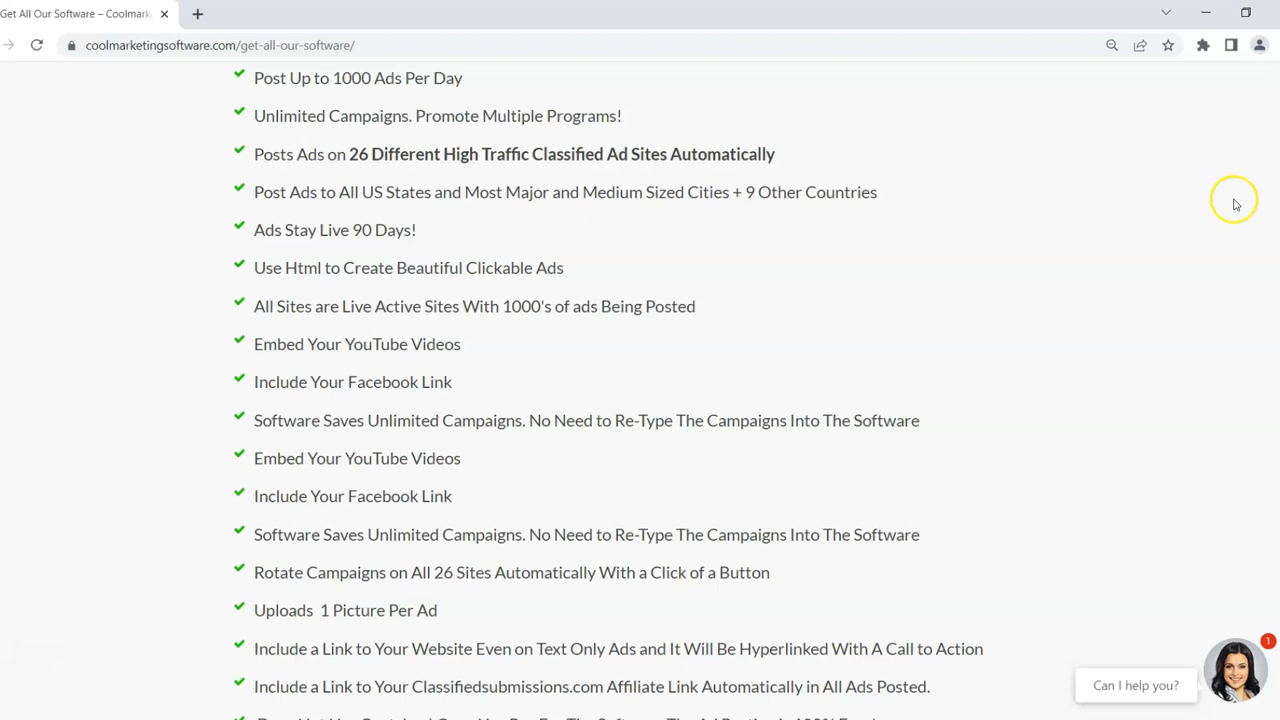 Get All Our Software – Coolmark
coolmarketingsoftware.com/get-all-our-software/
Post Up to 1000 Ads Per Day
Unlimited Campaigns. Promote Multiple Programs!
Posts Ads on 26 Different High Traffic Classified Ad Sites Automatically
Post Ads to All US States and Most Major and Medium Sized Cities + 9 Other Countries
Ads Stay Live 90 Days!
Use Html to Create Beautiful Clickable Ads
All Sites are Live Active Sites With 1000's of ads Being Posted
Embed Your YouTube Videos
Include Your Facebook Link
Software Saves Unlimited Campaigns. No Need to Re-Type The Campaigns Into The Software
Embed Your YouTube Videos
Include Your Facebook Link
Software Saves Unlimited Campaigns. No Need to Re-Type The Campaigns Into The Software
Rotate Campaigns on All 26 Sites Automatically With a Click of a Button
Uploads 1 Picture Per Ad
Include a Link to Your Website Even on Text Only Ads and It Will Be Hyperlinked With A Call to Action
1
Can I help you?
Include a Link to Your Classifiedsubmissions.com Affiliate Link Automatically in All Ads Posted.